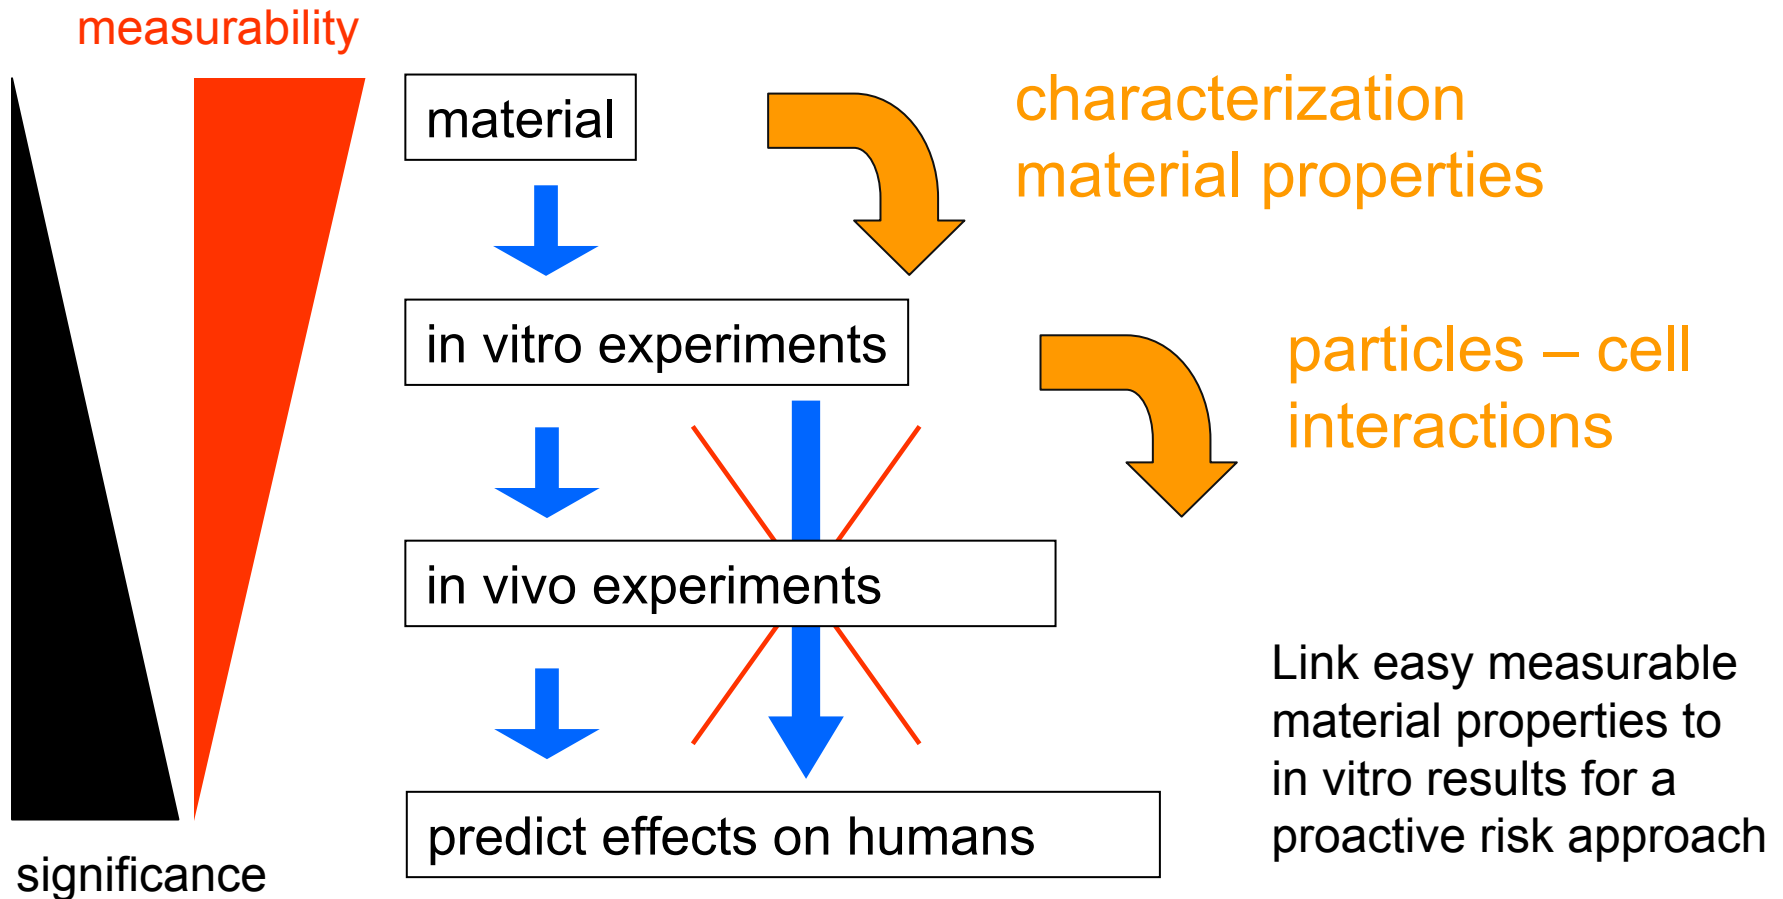 measurability
material
characterization
material properties
in vitro experiments
particles – cell
interactions
in vivo experiments
Link easy measurable
material properties to
in vitro results for a
proactive risk approach
predict effects on humans
significance